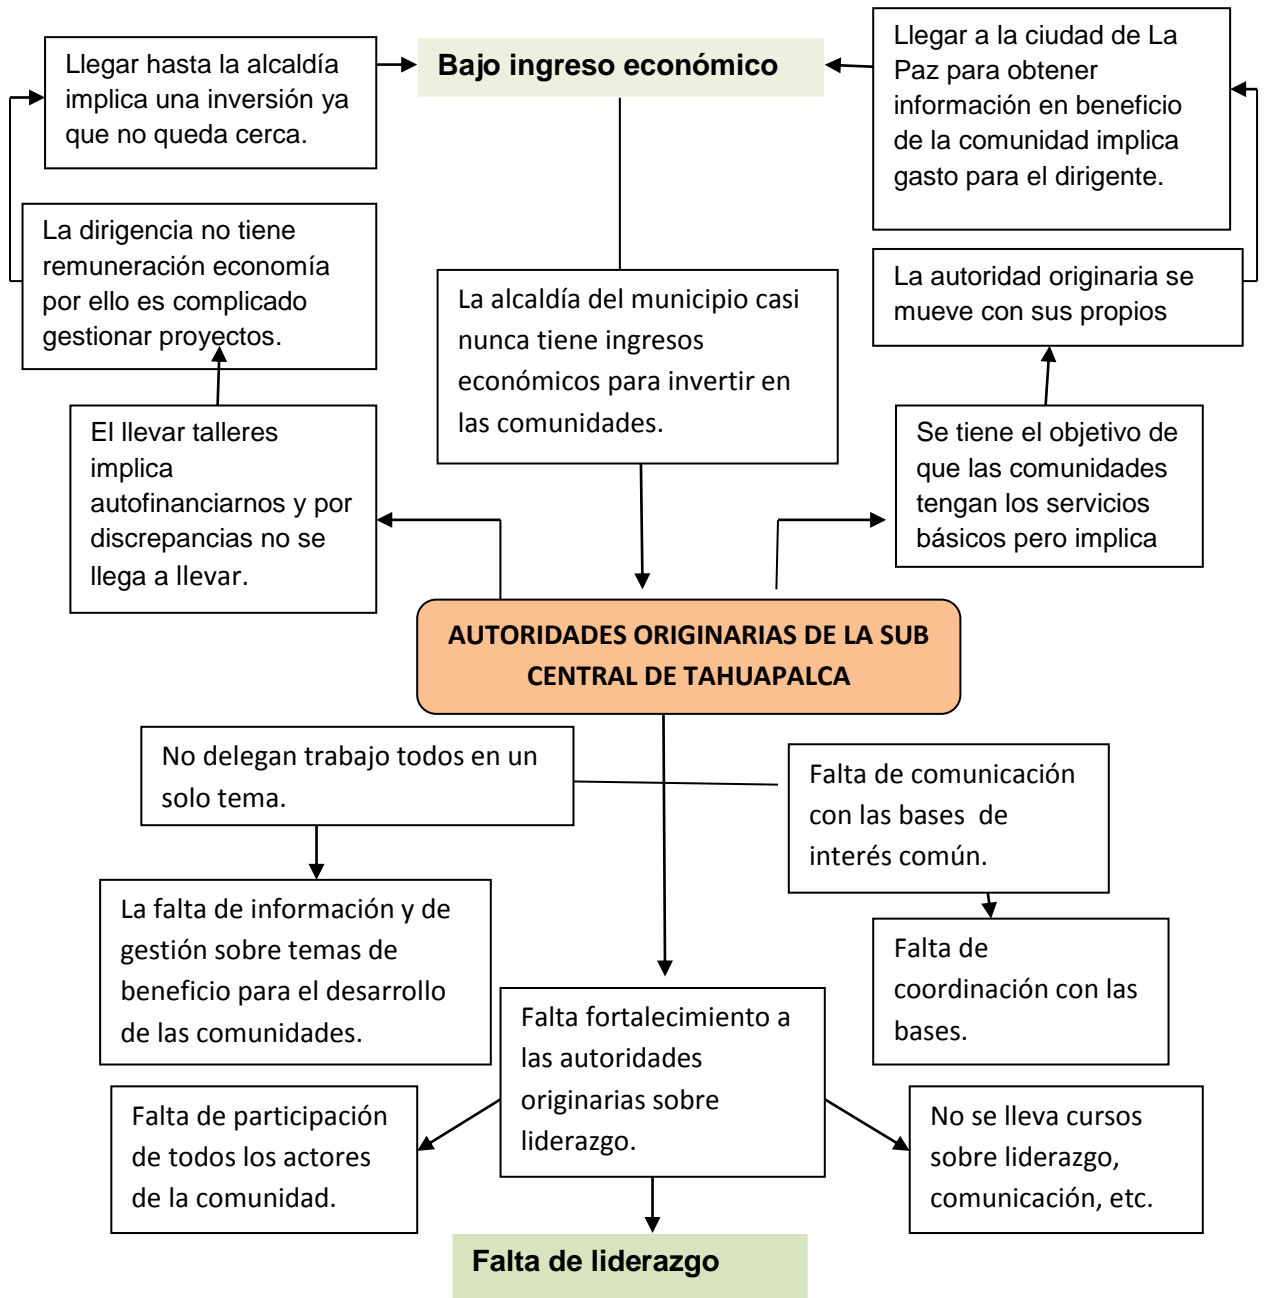 Llegar hasta la alcaldía
implica una inversión ya
que no queda cerca.
Bajo ingreso económico
Llegar a la ciudad de La
Paz para obtener
información en beneficio
de la comunidad implica
gasto para el dirigente.
La dirigencia no tiene
remuneración economía
por ello es complicado
gestionar proyectos.
La alcaldía del municipio casi
nunca tiene ingresos
económicos para invertir en
las comunidades.
La autoridad originaria se
mueve con sus propios
El llevar talleres
implica
autofinanciarnos y por
discrepancias no se
llega a llevar.
Se tiene el objetivo de
que las comunidades
tengan los servicios
básicos pero implica
AUTORIDADES ORIGINARIAS DE LA SUB
CENTRAL DE TAHUAPALCA
No delegan trabajo todos en un
solo tema.
Falta de comunicación
con las bases  de
interés común.
La falta de información y de
gestión sobre temas de
beneficio para el desarrollo
de las comunidades.
Falta de
coordinación con las
bases.
Falta fortalecimiento a
las autoridades
originarias sobre
liderazgo.
Falta de participación
de todos los actores
de la comunidad.
No se lleva cursos
sobre liderazgo,
comunicación, etc.
Falta de liderazgo